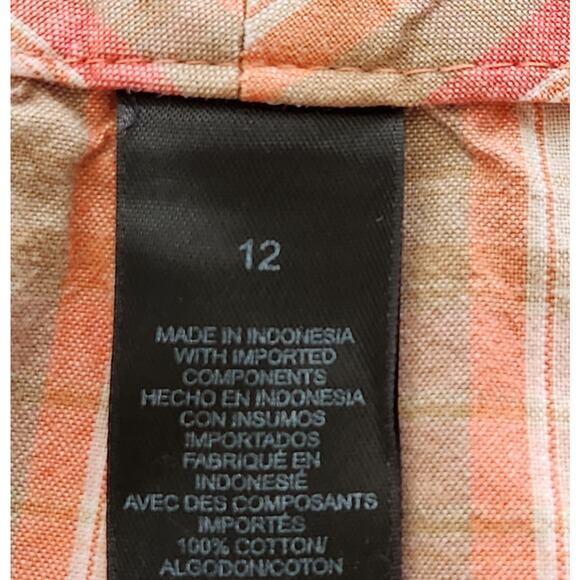 12
MADE IN INDONESIA
WITH IMPORTED
COMPONENTS
HECHO EN INDONESIA
CON INSUMOS
IMPORTADOS
FABRIQUÉ EN
INDONESIÉ
AVEC DES COMPOSANTS
IMPORTÉS
100% COTTON/
ALGODON/COTON